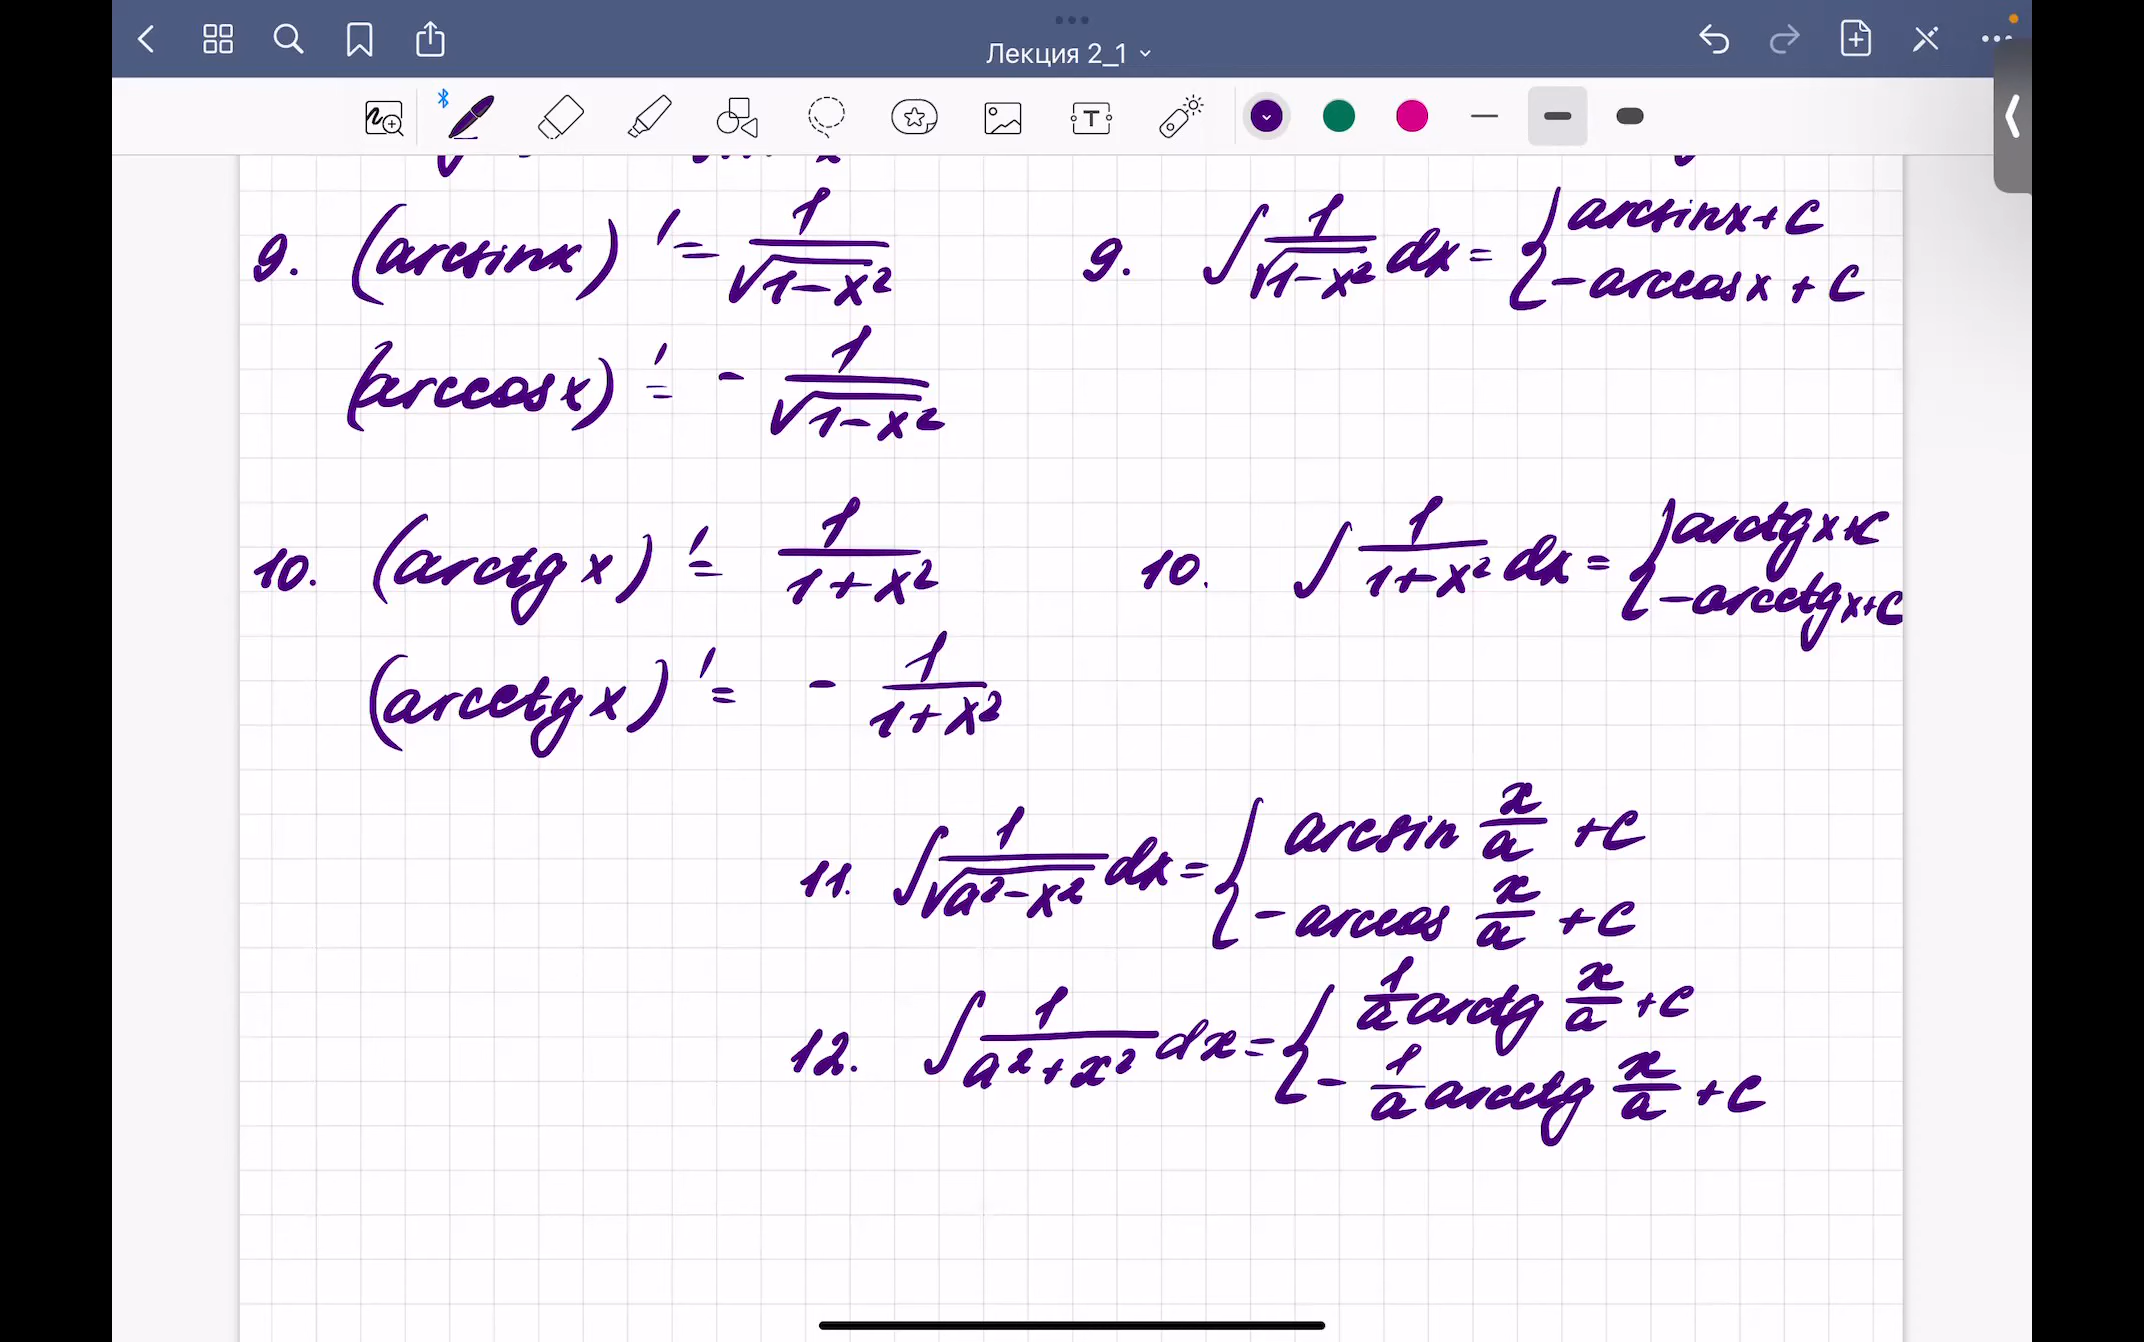 Лекция 2_1
9. (arcsinx)' = 1/√(1-x²)
9. ∫ 1/√(1-x²) dx = { arcsinx + C
-arccosx + C
(arccosx)' = - 1/√(1-x²)
10. (arctg x)' = 1/(1+x²)
10. ∫ 1/(1+x²) dx = { arctg x + C
-arcctg x + C
(arcctg x)' = - 1/(1+x²)
11. ∫ 1/√(a²-x²) dx = { arcsin x/a + C
- arccos x/a + C
12. ∫ 1/(a²+x²) dx = { 1/a arctg x/a + C
- 1/a arcctg x/a + C